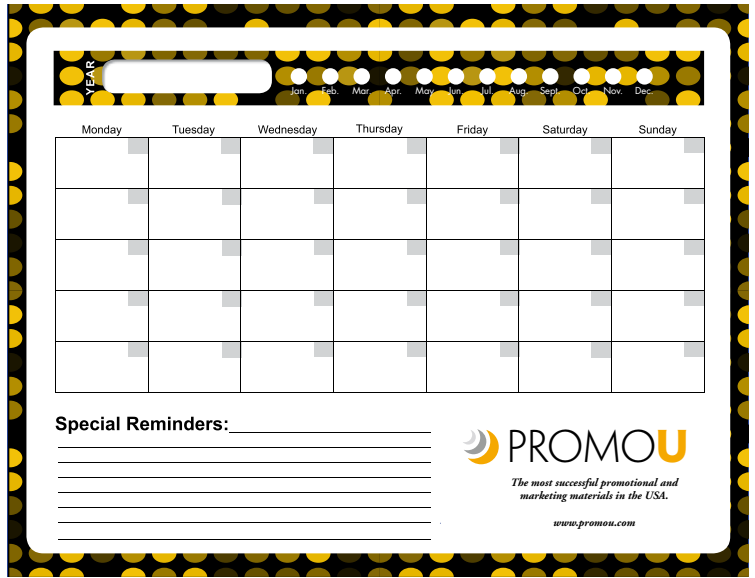 YEAR
Jan. Feb. Mar. Apr. May Jun. Jul. Aug. Sept. Oct. Nov. Dec.
Monday Tuesday Wednesday Thursday Friday Saturday Sunday
Special Reminders:
PROMOU
The most successful promotional and
marketing materials in the USA.
www.promou.com